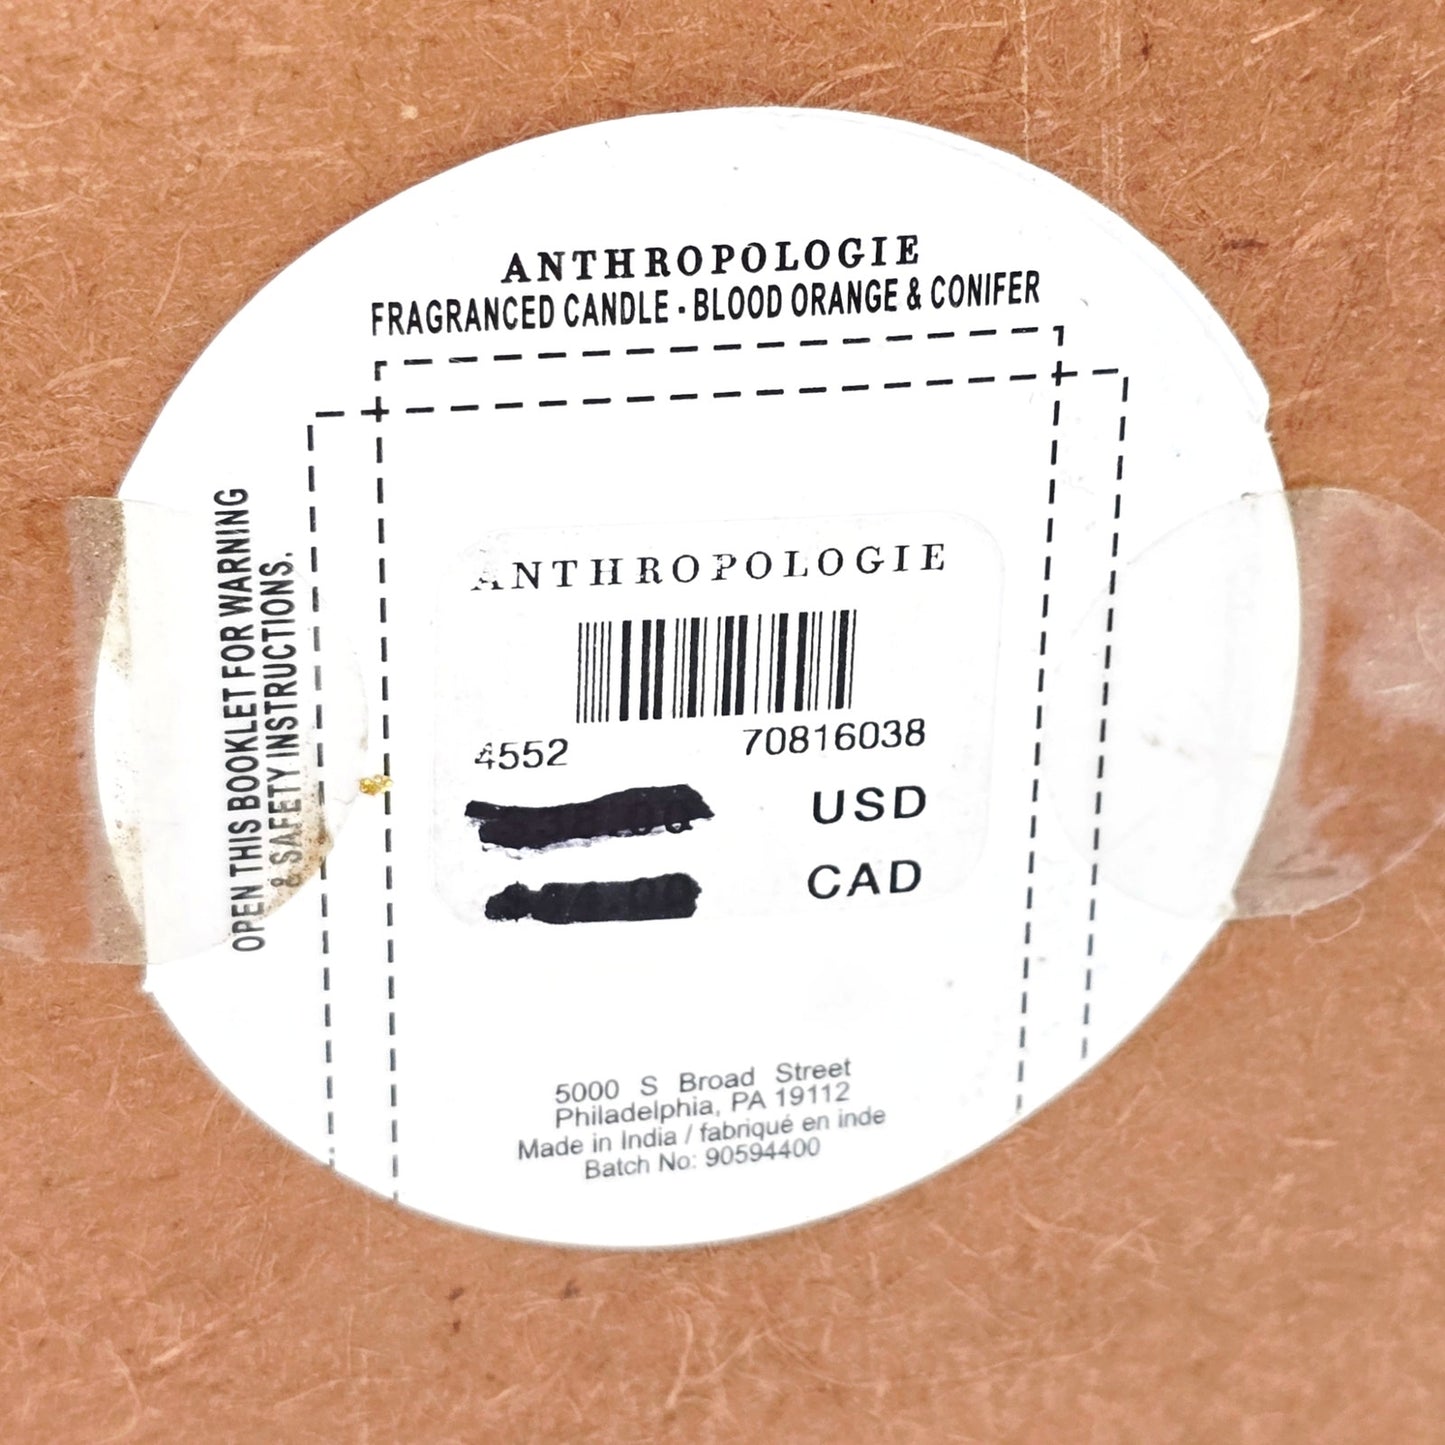 ANTHROPOLOGIE
FRAGRANCED CANDLE · BLOOD ORANGE & CONIFER
OPEN THIS BOOKLET FOR WARNING
& SAFETY INSTRUCTIONS.
ANTHROPOLOGIE
4552 70816038
USD
CAD
5000 S Broad Street
Philadelphia, PA 19112
Made in India / fabriqué en inde
Batch No: 90594400